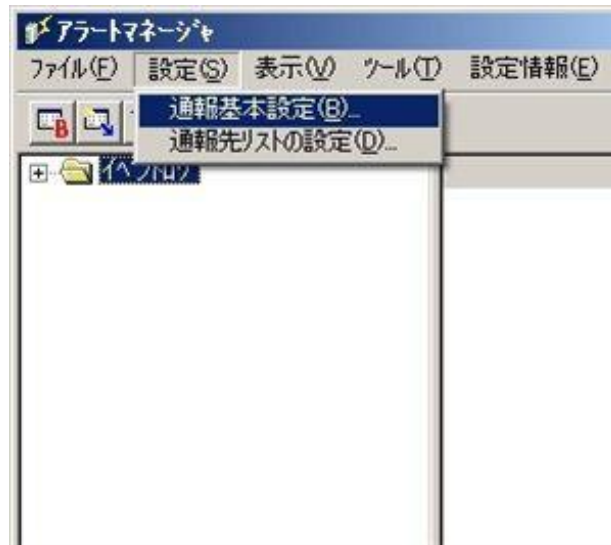 アラートマネージャ
ファイル(F) 設定(S) 表示(V) ツール(T) 設定情報(E)
通報基本設定(B)...
通報先リストの設定(D)...
イベントログ